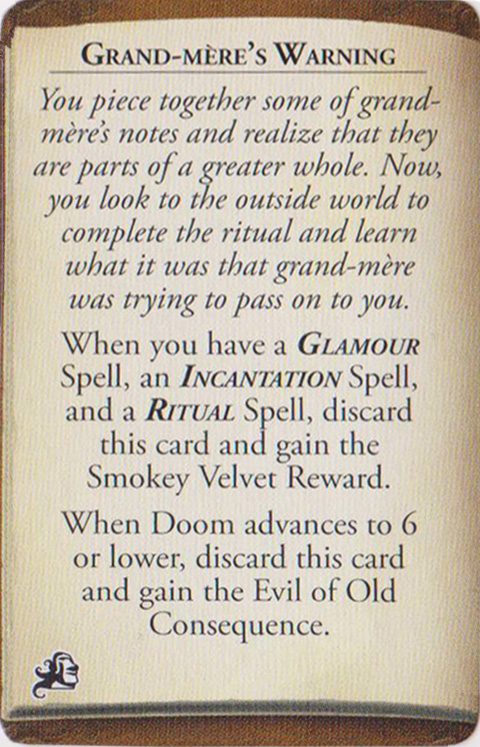 GRAND-MÈRE'S WARNING
You piece together some of grand-
mère's notes and realize that they
are parts of a greater whole. Now,
you look to the outside world to
complete the ritual and learn
what it was that grand-mère
was trying to pass on to you.
When you have a GLAMOUR
Spell, an INCANTATION Spell,
and a RITUAL Spell, discard
this card and gain the
Smokey Velvet Reward.
When Doom advances to 6
or lower, discard this card
and gain the Evil of Old
Consequence.